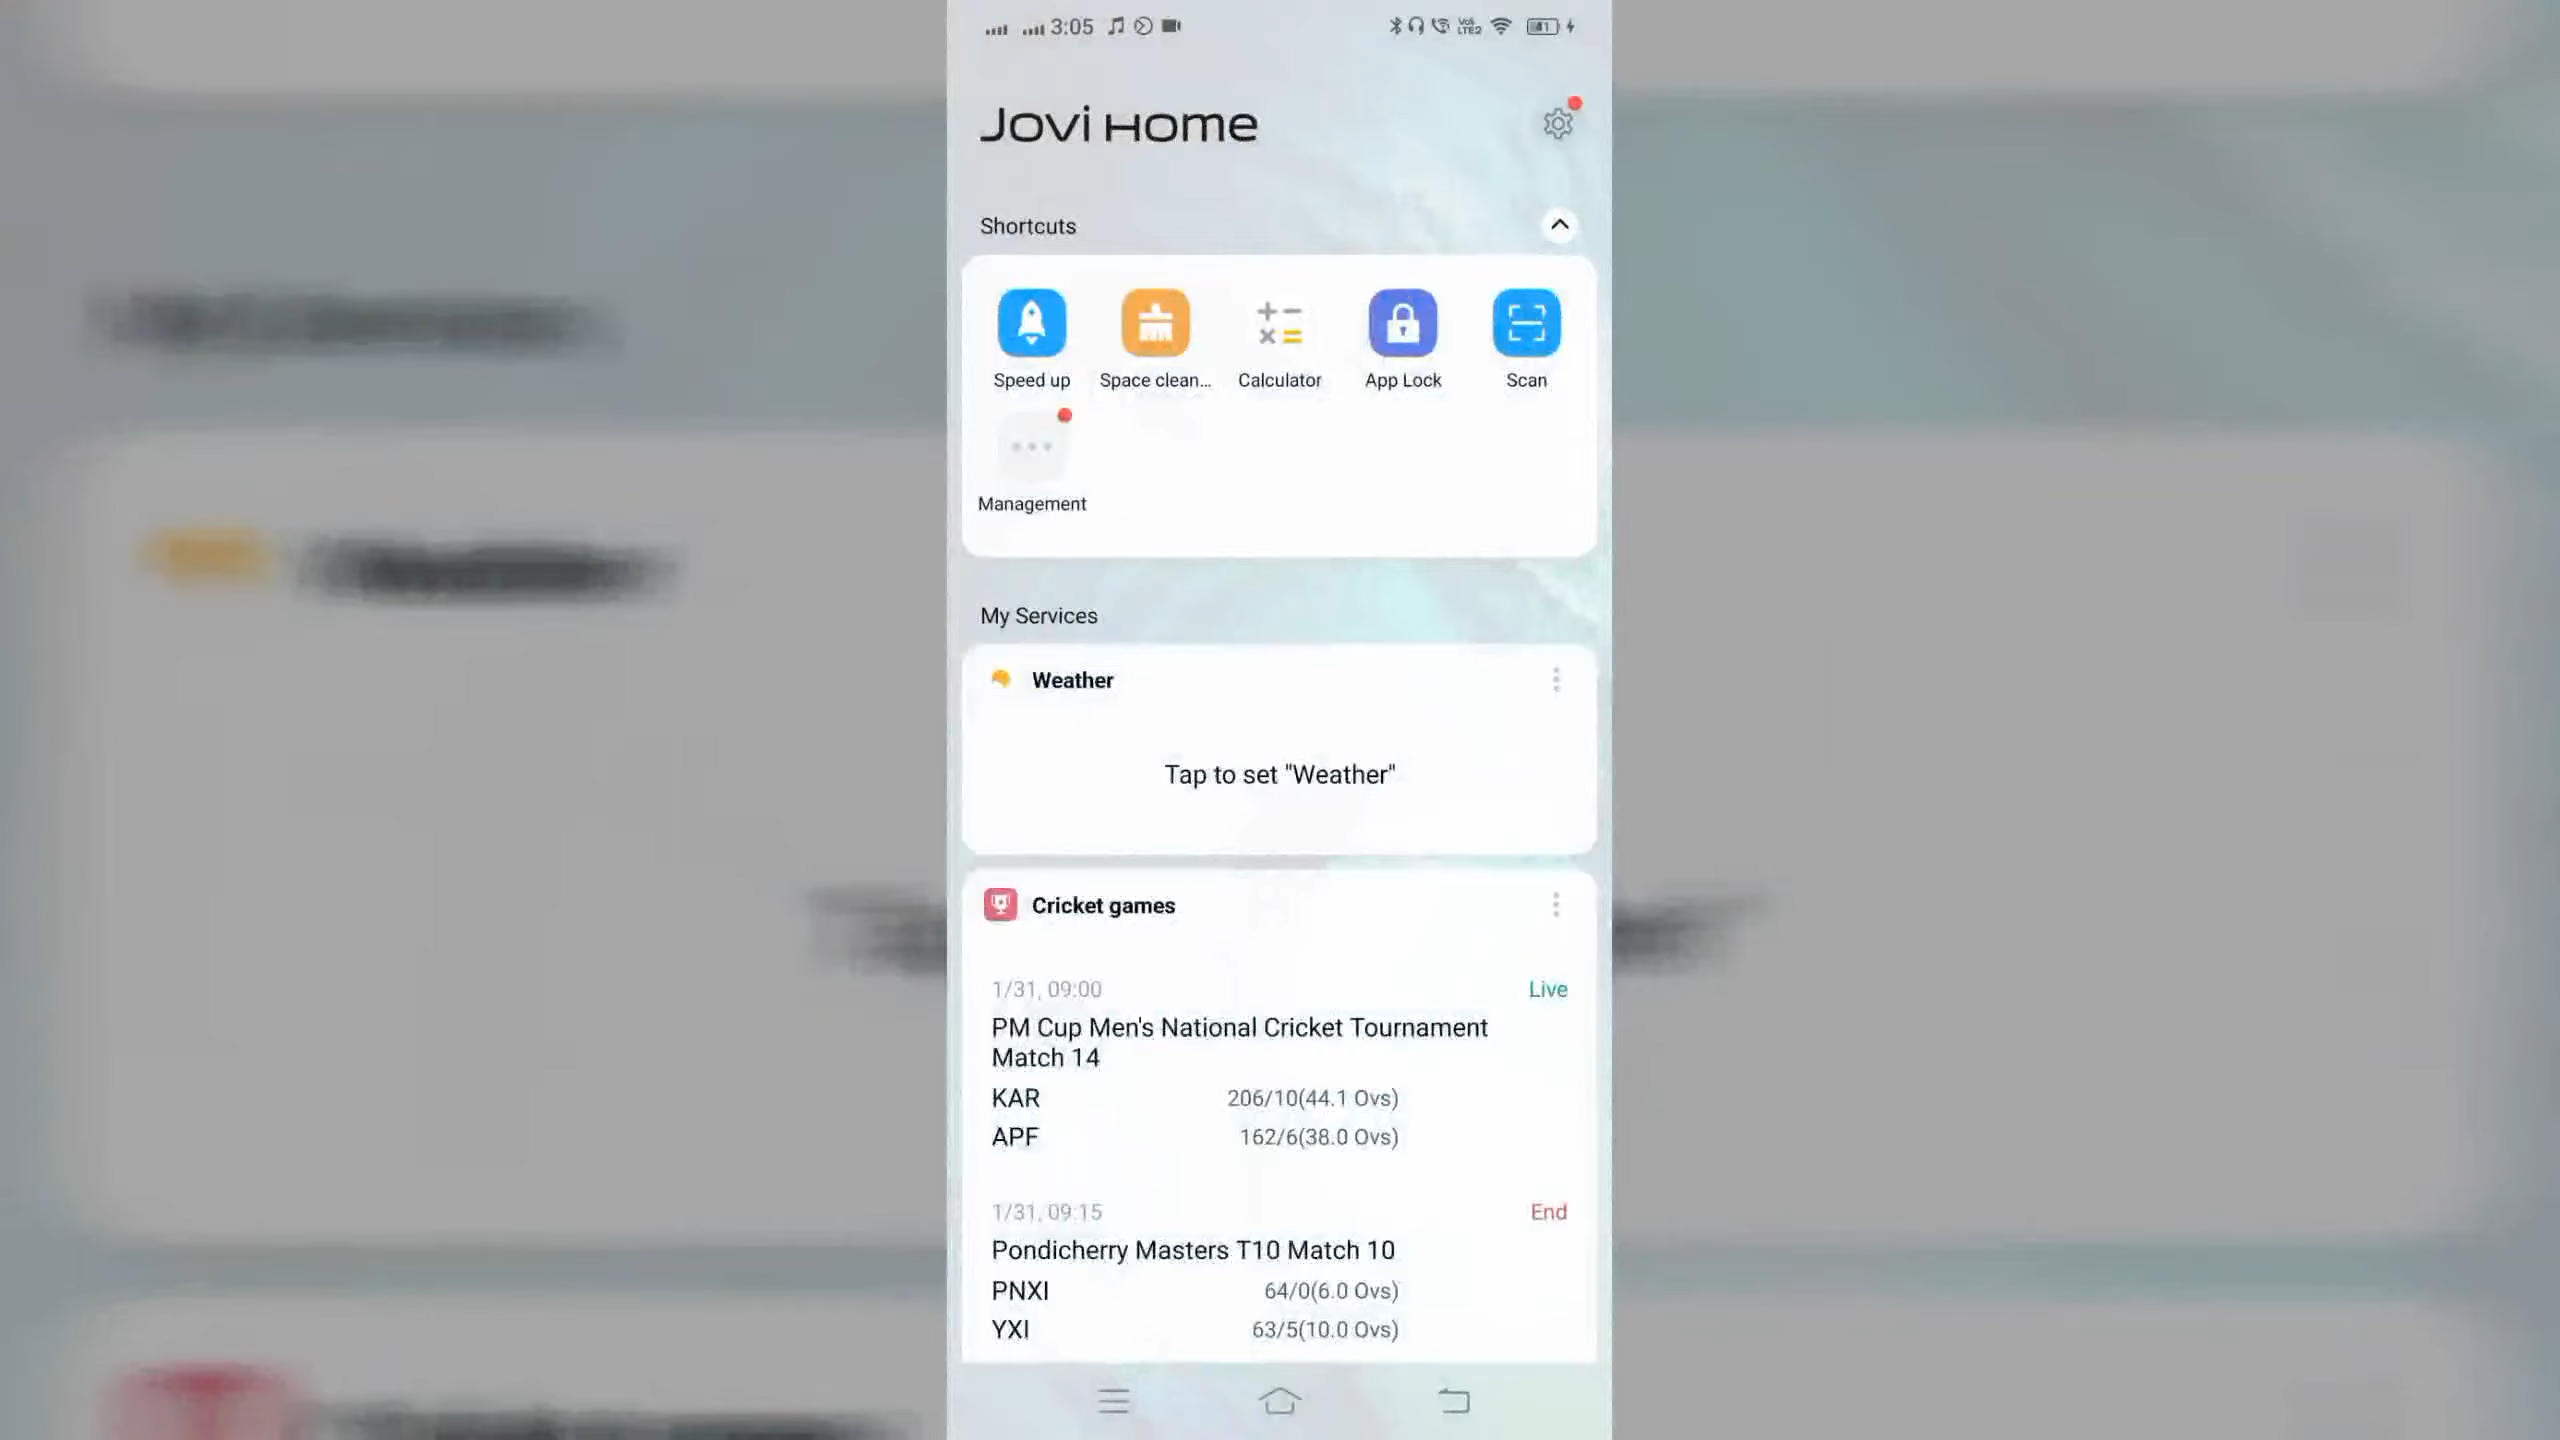 3:05
VoS
LTE2
41
Jovi Home
Shortcuts
Speed up
Space clean...
Calculator
App Lock
Scan
Management
My Services
Weather
Tap to set "Weather"
Cricket games
1/31, 09:00
Live
PM Cup Men's National Cricket Tournament
Match 14
KAR
206/10(44.1 Ovs)
APF
162/6(38.0 Ovs)
1/31, 09:15
End
Pondicherry Masters T10 Match 10
PNXI
64/0(6.0 Ovs)
YXI
63/5(10.0 Ovs)